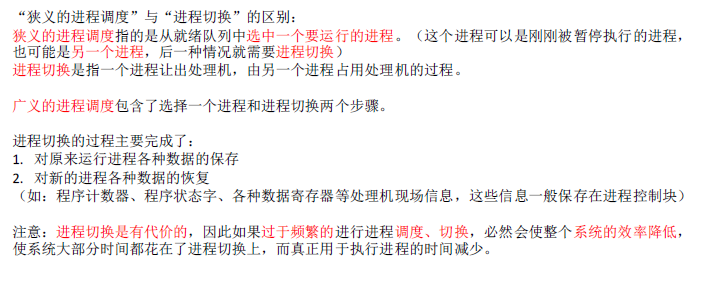 “狭义的进程调度”与“进程切换”的区别：
狭义的进程调度指的是从就绪队列中选中一个要运行的进程。（这个进程可以是刚刚被暂停执行的进程，
也可能是另一个进程，后一种情况就需要进程切换）
进程切换是指一个进程让出处理机，由另一个进程占用处理机的过程。
广义的进程调度包含了选择一个进程和进程切换两个步骤。
进程切换的过程主要完成了：
1. 对原来运行进程各种数据的保存
2. 对新的进程各种数据的恢复
（如：程序计数器、程序状态字、各种数据寄存器等处理机现场信息，这些信息一般保存在进程控制块）
注意：进程切换是有代价的，因此如果过于频繁的进行进程调度、切换，必然会使整个系统的效率降低，
使系统大部分时间都花在了进程切换上，而真正用于执行进程的时间减少。